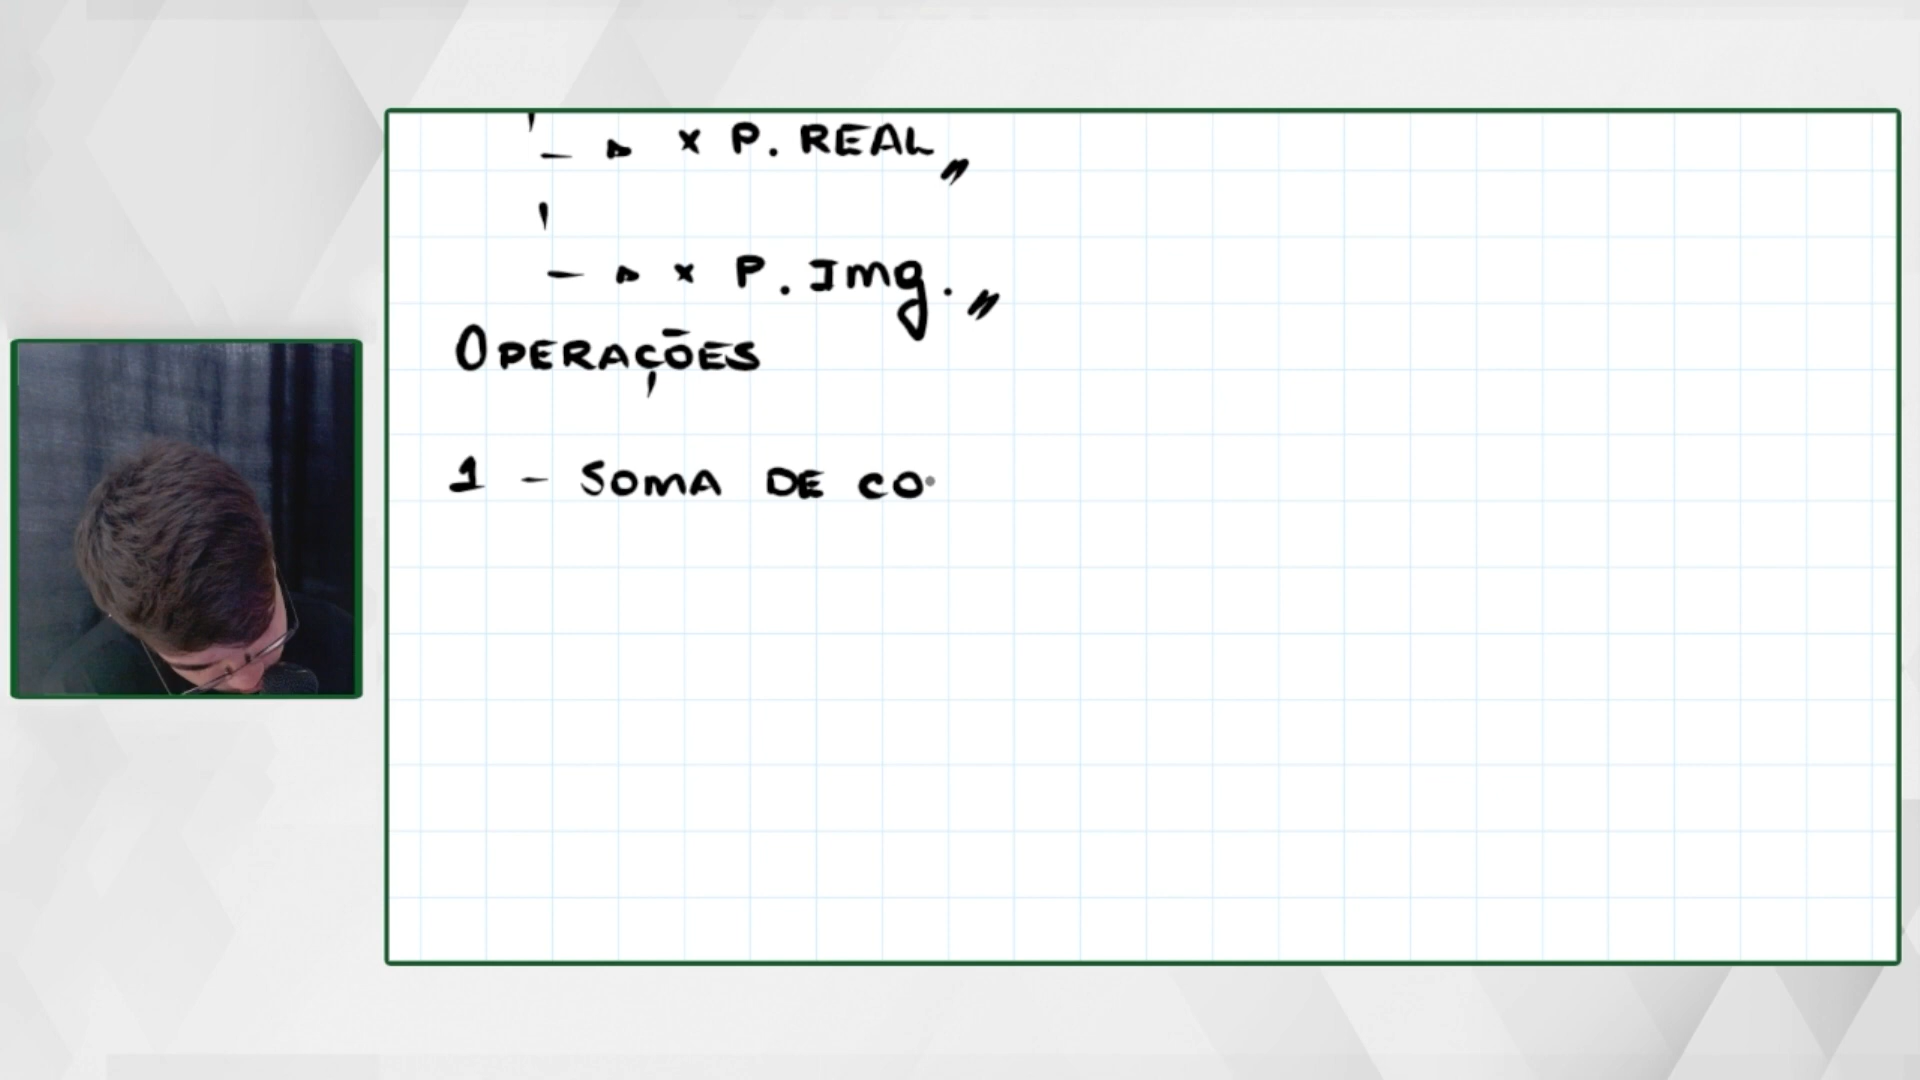 x P. REAL
x P. Img.
OPERAÇÕES
1 - SOMA DE CO